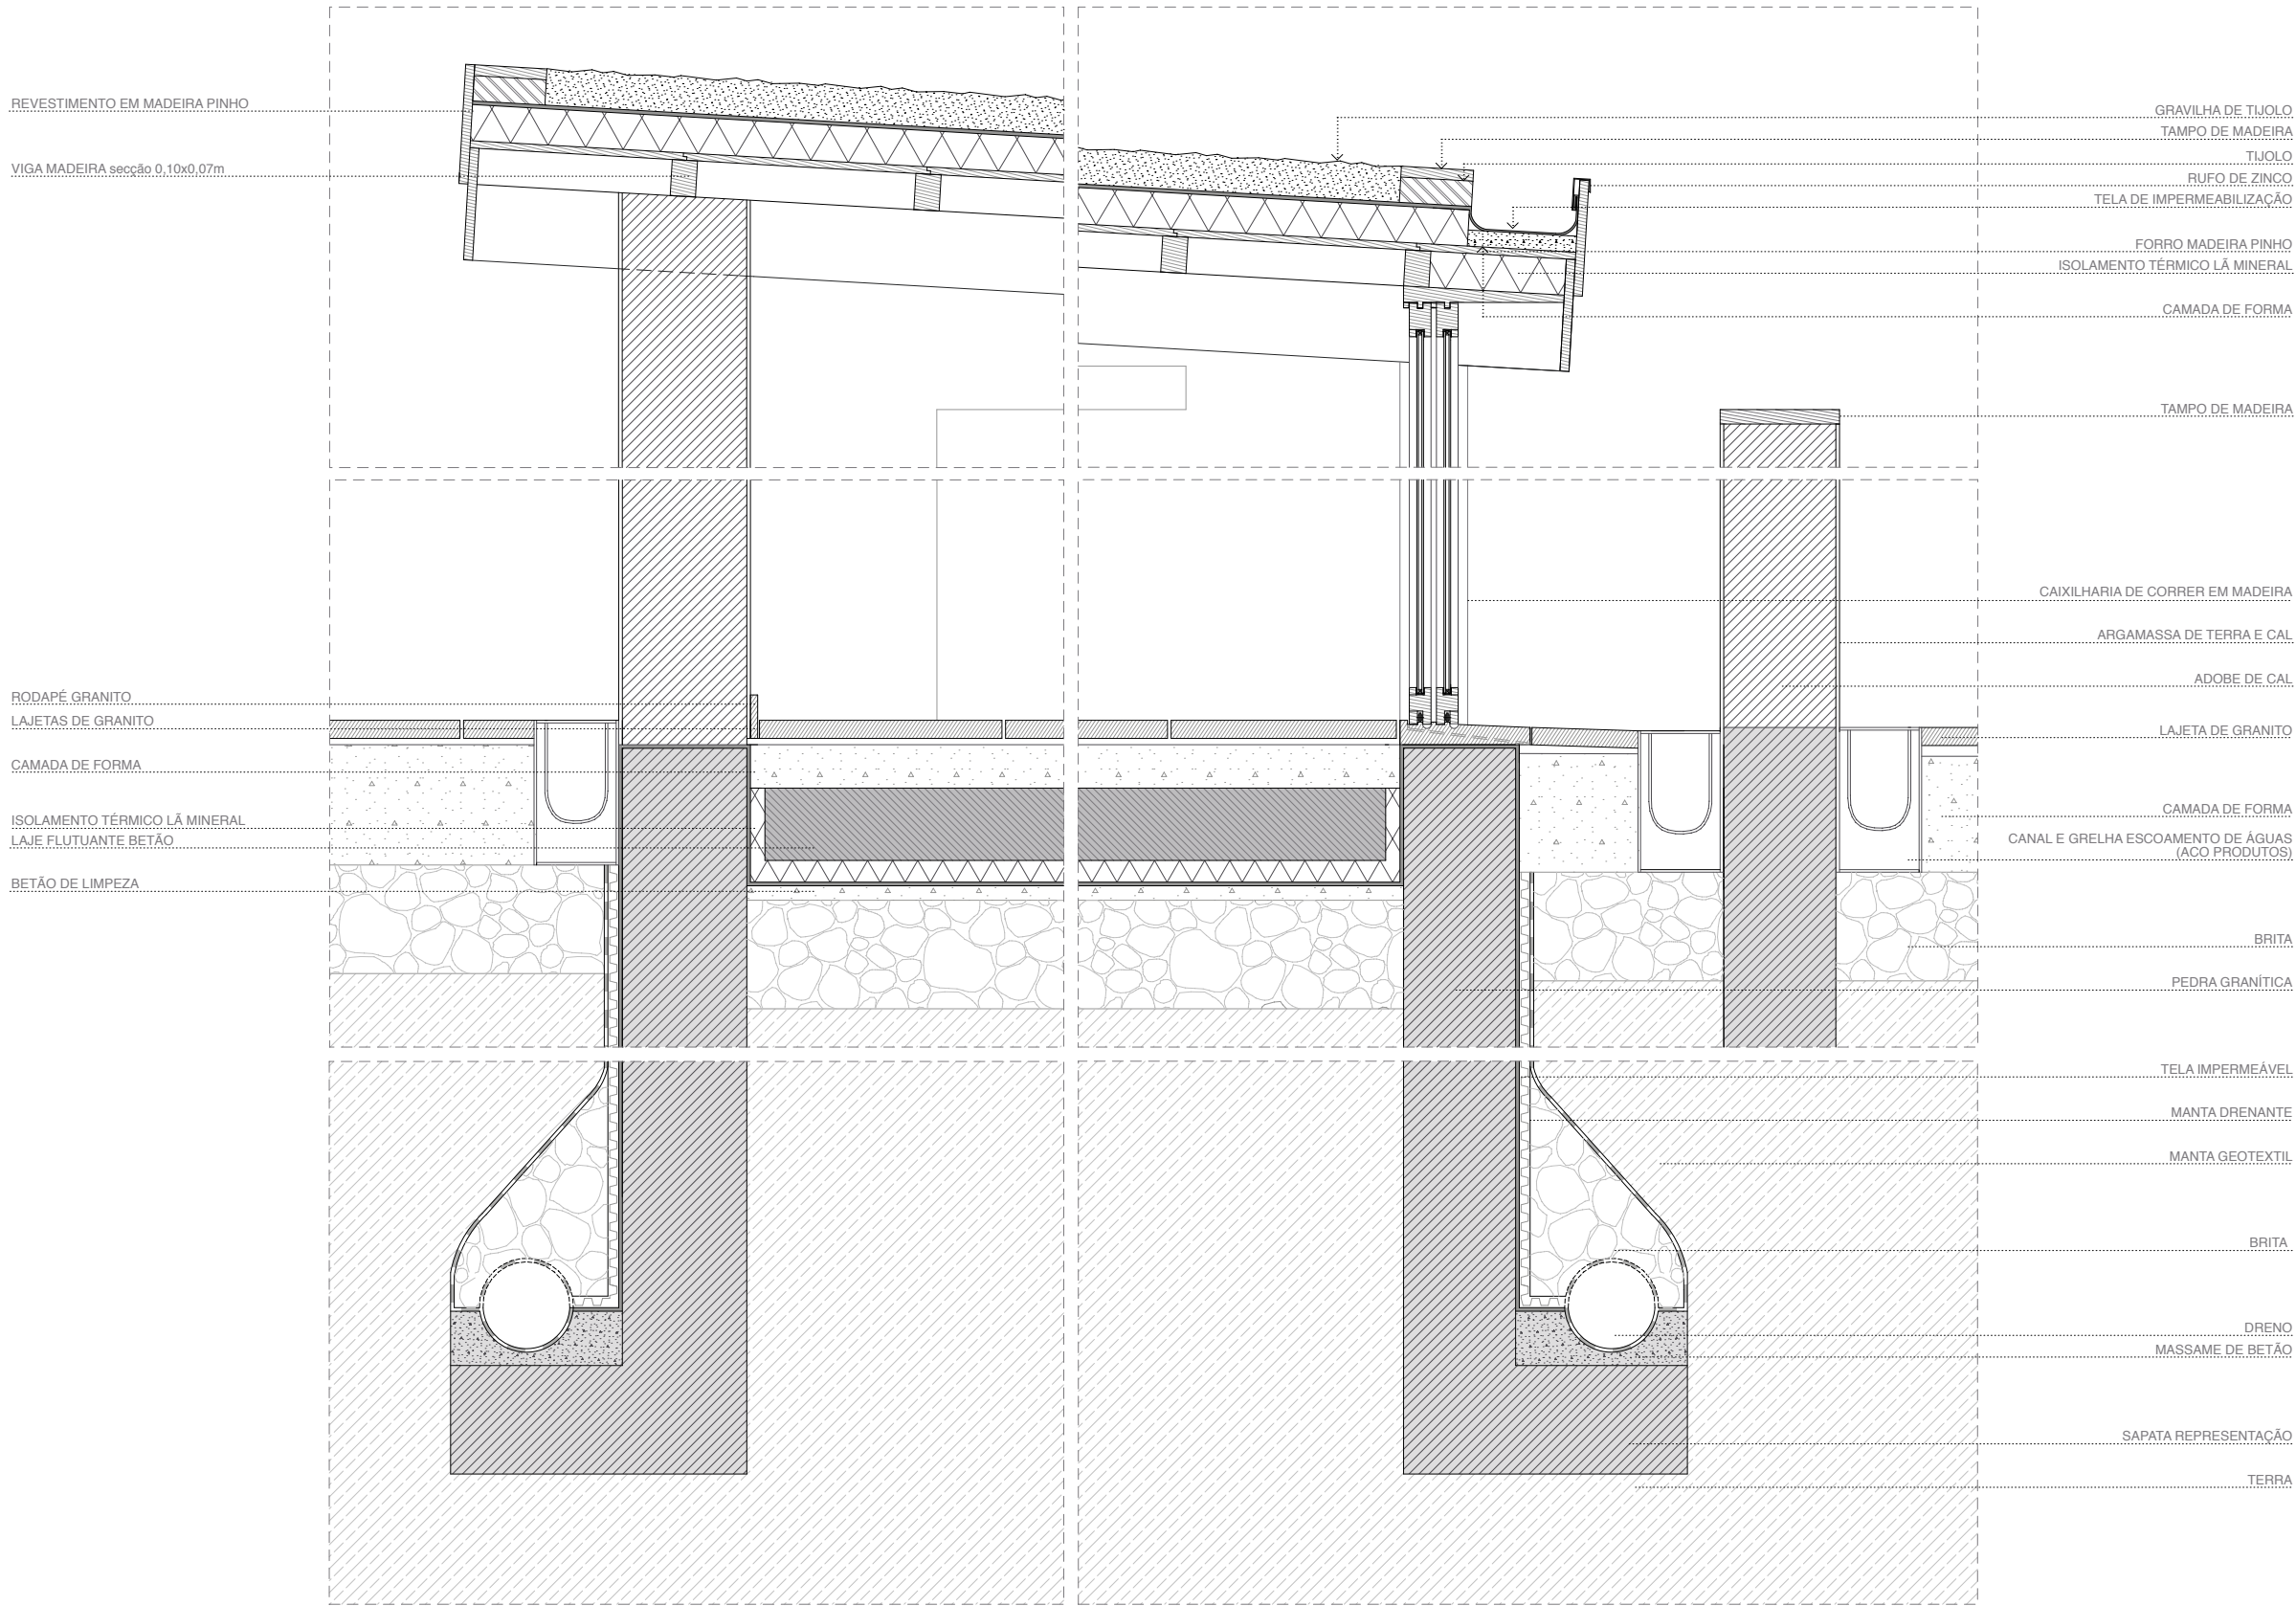 REVESTIMENTO EM MADEIRA PINHO
VIGA MADEIRA secção 0,10x0,07m
RODAPÉ GRANITO
LAJETAS DE GRANITO
CAMADA DE FORMA
ISOLAMENTO TÉRMICO LÃ MINERAL
LAJE FLUTUANTE BETÃO
BETÃO DE LIMPEZA
GRAVILHA DE TIJOLO
TAMPO DE MADEIRA
TIJOLO
RUFO DE ZINCO
TELA DE IMPERMEABILIZAÇÃO
FORRO MADEIRA PINHO
ISOLAMENTO TÉRMICO LÃ MINERAL
CAMADA DE FORMA
TAMPO DE MADEIRA
CAIXILHARIA DE CORRER EM MADEIRA
ARGAMASSA DE TERRA E CAL
ADOBE DE CAL
LAJETA DE GRANITO
CAMADA DE FORMA
CANAL E GRELHA ESCOAMENTO DE ÁGUAS
(ACO PRODUTOS)
BRITA
PEDRA GRANÍTICA
TELA IMPERMEÁVEL
MANTA DRENANTE
MANTA GEOTEXTIL
BRITA
DRENO
MASSAME DE BETÃO
SAPATA REPRESENTAÇÃO
TERRA